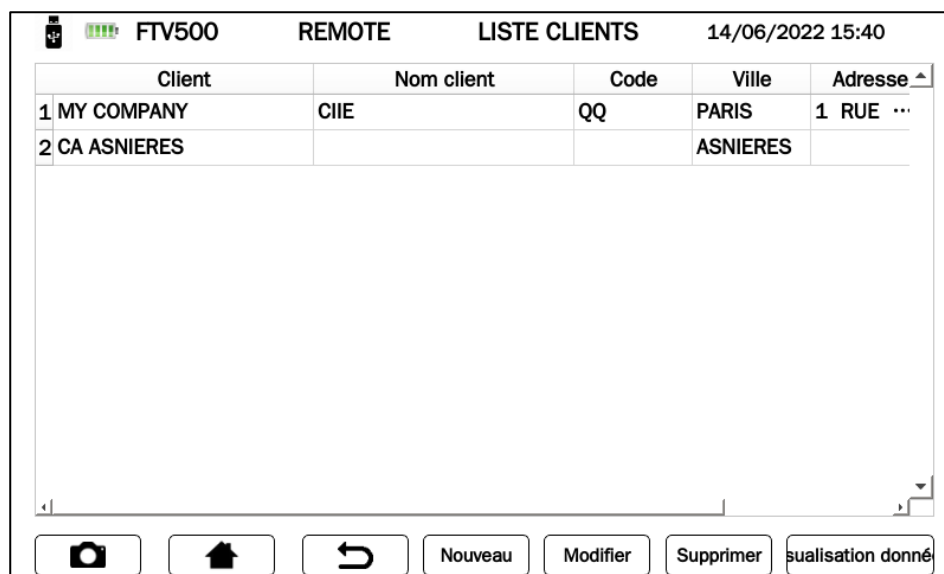 FTV500 REMOTE LISTE CLIENTS 14/06/2022 15:40
Client Nom client Code Ville Adresse
1 MY COMPANY CIIE QQ PARIS 1 RUE ...
2 CA ASNIERES ASNIERES
Nouveau Modifier Supprimer sualisation donné